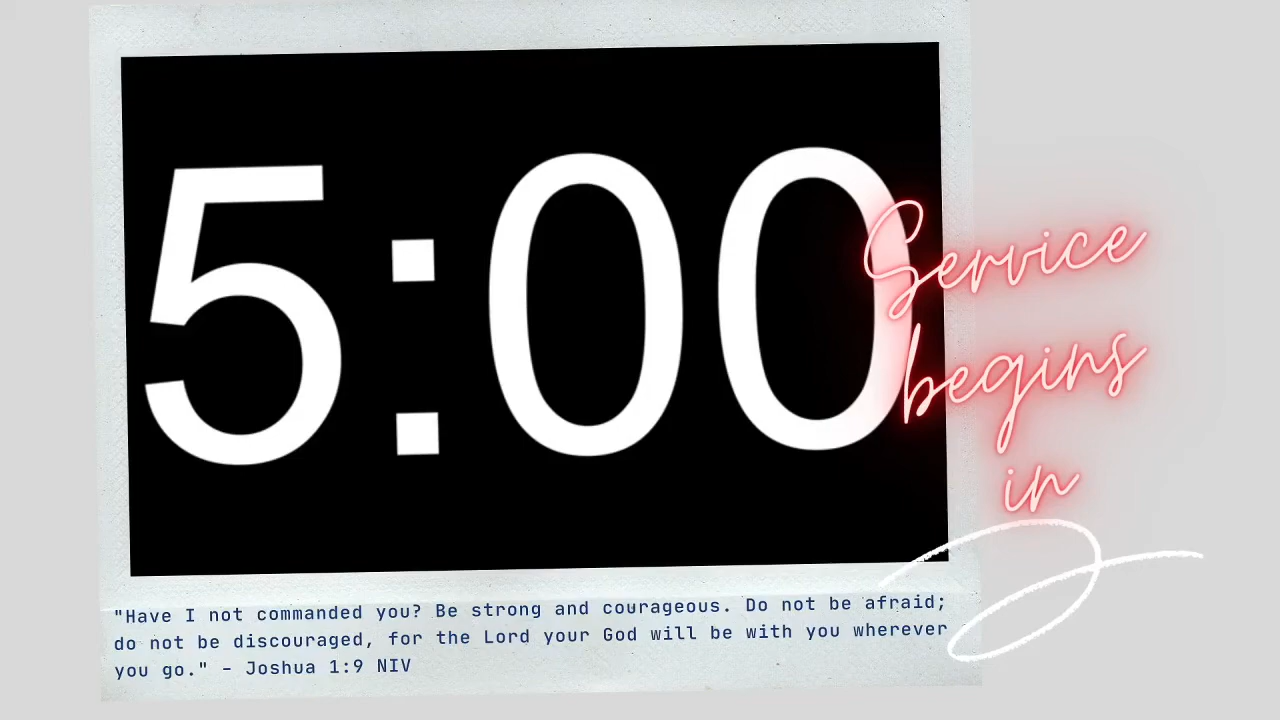 5:00
Service
begins
in
"Have I not commanded you? Be strong and courageous. Do not be afraid;
do not be discouraged, for the Lord your God will be with you wherever
you go." – Joshua 1:9 NIV